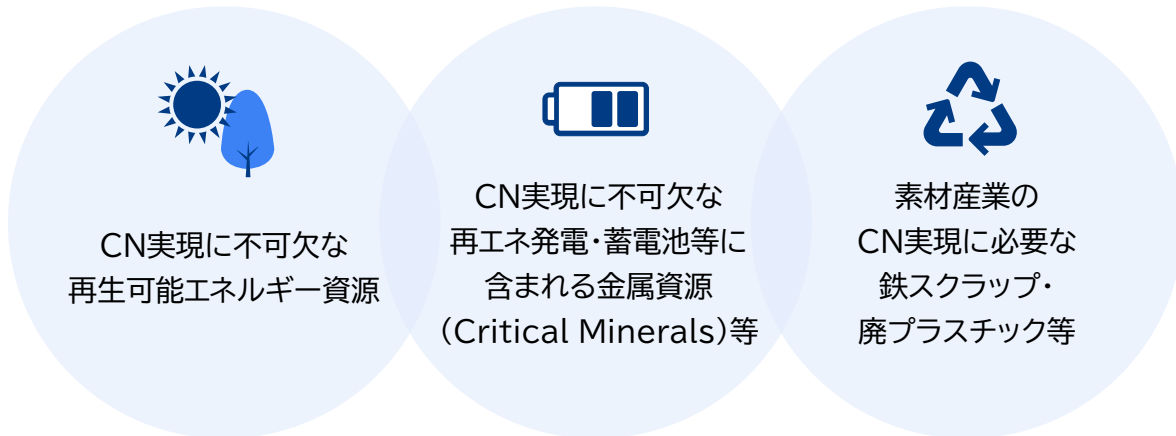 CN実現に不可欠な
再生可能エネルギー資源
CN実現に不可欠な
再エネ発電・蓄電池等に
含まれる金属資源
（Critical Minerals）等
素材産業の
CN実現に必要な
鉄スクラップ・
廃プラスチック等